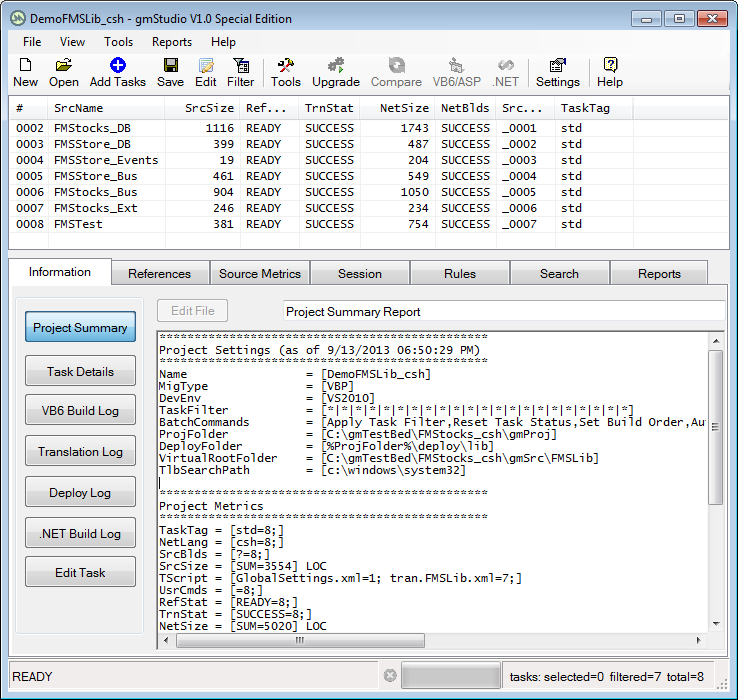 DemoFMSLib_csh - gmStudio V1.0 Special Edition
File View Tools Reports Help
New Open Add Tasks Save Edit Filter Tools Upgrade Compare VB6/ASP .NET Settings Help
# SrcName SrcSize Ref... TrnStat NetSize NetBlds Src... TaskTag
0002 FMStocks_DB 1116 READY SUCCESS 1743 SUCCESS _0001 std
0003 FMSStore_DB 399 READY SUCCESS 487 SUCCESS _0002 std
0004 FMSStore_Events 19 READY SUCCESS 204 SUCCESS _0003 std
0005 FMSStore_Bus 461 READY SUCCESS 549 SUCCESS _0004 std
0006 FMStocks_Bus 904 READY SUCCESS 1050 SUCCESS _0005 std
0007 FMStocks_Ext 246 READY SUCCESS 234 SUCCESS _0006 std
0008 FMSTest 381 READY SUCCESS 754 SUCCESS _0007 std
Information References Source Metrics Session Rules Search Reports
Project Summary
Task Details
VB6 Build Log
Translation Log
Deploy Log
.NET Build Log
Edit Task
Edit File Project Summary Report
***********************************************
Project Settings (as of 9/13/2013 06:50:29 PM)
***********************************************
Name = [DemoFMSLib_csh]
MigType = [VBP]
DevEnv = [VS2010]
TaskFilter = [*|*|*|*|*|*|*|*|*|*|*|*|*|*|*|*|*|*|*|*|*|*]
BatchCommands = [Apply Task Filter,Reset Task Status,Set Build Order,Au
ProjFolder = [C:\gmTestBed\FMStocks_csh\gmProj]
DeployFolder = [%ProjFolder%\deploy\lib]
VirtualRootFolder = [C:\gmTestBed\FMStocks_csh\gmSrc\FMSLib]
TlbSearchPath = [c:\windows\system32]
***********************************************
Project Metrics
***********************************************
TaskTag = [std=8;]
NetLang = [csh=8;]
SrcBlds = [?=8;]
SrcSize = [SUM=3554] LOC
TScript = [GlobalSettings.xml=1; tran.FMSLib.xml=7;]
UsrCmds = [=8;]
RefStat = [READY=8;]
TrnStat = [SUCCESS=8;]
NetSize = [SUM=5020] LOC
READY tasks: selected=0 filtered=7 total=8